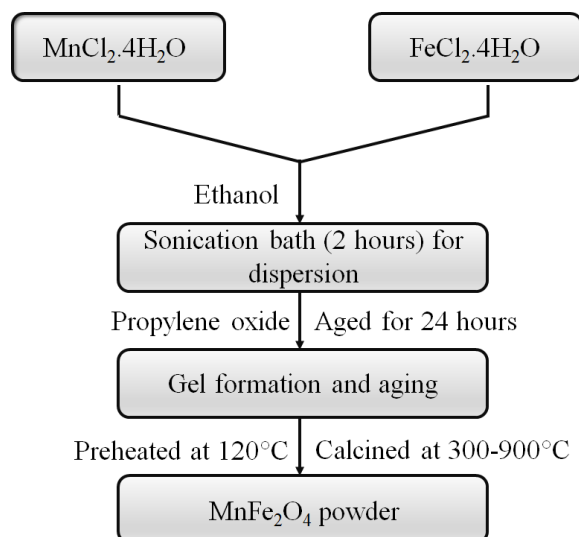 MnCl₂.4H₂O
FeCl₂.4H₂O
Ethanol
Sonication bath (2 hours) for
dispersion
Propylene oxide
Aged for 24 hours
Gel formation and aging
Preheated at 120°C
Calcined at 300-900°C
MnFe₂O₄ powder